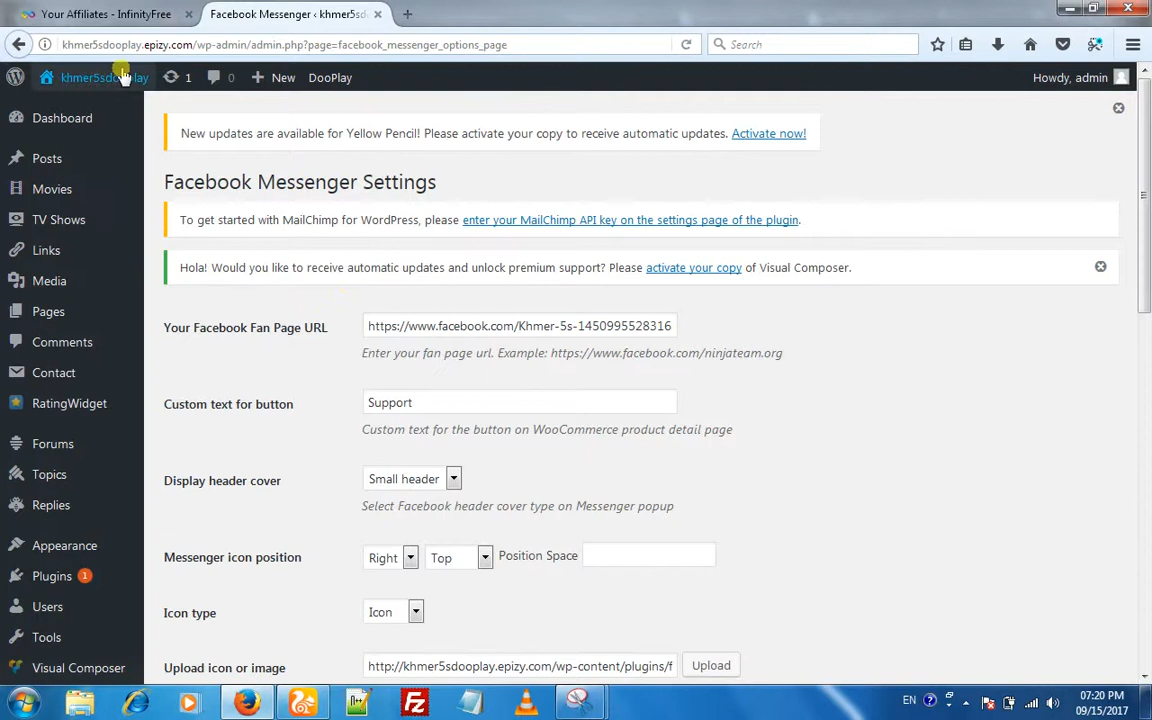 Your Affiliates - InfinityFree
Facebook Messenger ‹ khmer5sdo
khmer5sdooplay.epizy.com/wp-admin/admin.php?page=facebook_messenger_options_page
Search
khmer5sdooplay
1
0
New
DooPlay
Howdy, admin
Dashboard
Posts
Movies
TV Shows
Links
Media
Pages
Comments
Contact
RatingWidget
Forums
Topics
Replies
Appearance
Plugins 1
Users
Tools
Visual Composer
New updates are available for Yellow Pencil! Please activate your copy to receive automatic updates. Activate now!
Facebook Messenger Settings
To get started with MailChimp for WordPress, please enter your MailChimp API key on the settings page of the plugin.
Hola! Would you like to receive automatic updates and unlock premium support? Please activate your copy of Visual Composer.
Your Facebook Fan Page URL
https://www.facebook.com/Khmer-5s-1450995528316
Enter your fan page url. Example: https://www.facebook.com/ninjateam.org
Custom text for button
Support
Custom text for the button on WooCommerce product detail page
Display header cover
Small header
Select Facebook header cover type on Messenger popup
Messenger icon position
Right
Top
Position Space
Icon type
Icon
Upload icon or image
http://khmer5sdooplay.epizy.com/wp-content/plugins/f
Upload
EN
07:20 PM
09/15/2017